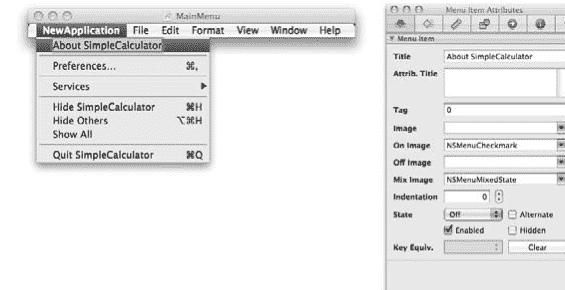 MainMenu
NewApplication File Edit Format View Window Help
About SimpleCalculator
Preferences... ⌘,
Services ▶
Hide SimpleCalculator ⌘H
Hide Others ⌥⌘H
Show All
Quit SimpleCalculator ⌘Q
Menu Item Attributes
▼ Menu Item
Title About SimpleCalculator
Attrib. Title
Tag 0
Image
On Image NSMenuCheckmark
Off Image
Mix Image NSMenuMixedState
Indentation 0
State Off Alternate
Enabled Hidden
Key Equiv. Clear